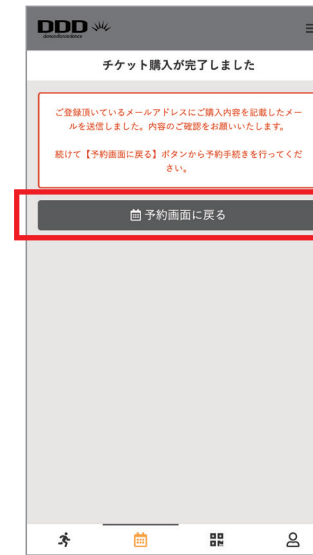 DDD
チケット購入が完了しました
ご登録頂いているメールアドレスにご購入内容を記載したメー
ルを送信しました。内容のご確認をお願いいたします。
続けて【予約画面に戻る】ボタンから予約手続きを行ってくだ
さい。
予約画面に戻る